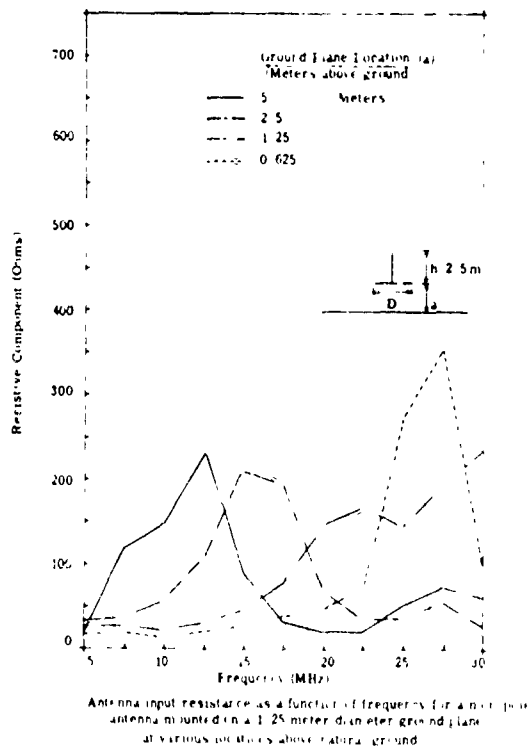 Ground Plane Location (a)
Meters above ground
5 Meters
2 5
1 25
0 625
Resistive Component (Ohms)
700
600
500
400
300
200
100
0
h 2 5 m
D
a
5 10 15 20 25 30
Frequency (MHz)
Antenna input resistance as a function of frequency for a
antenna mounted on a 1 25 meter diameter ground plane
at various locations above natural ground